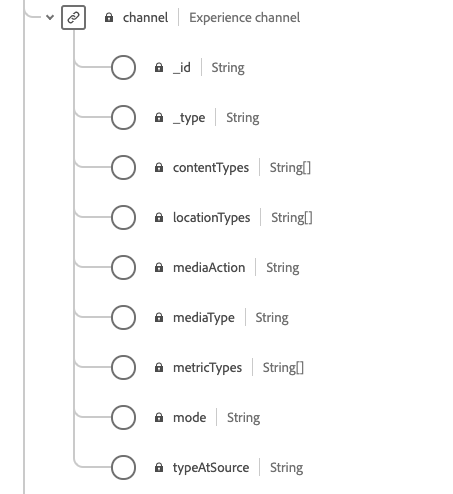 channel Experience channel
_id String
_type String
contentTypes String[]
locationTypes String[]
mediaAction String
mediaType String
metricTypes String[]
mode String
typeAtSource String